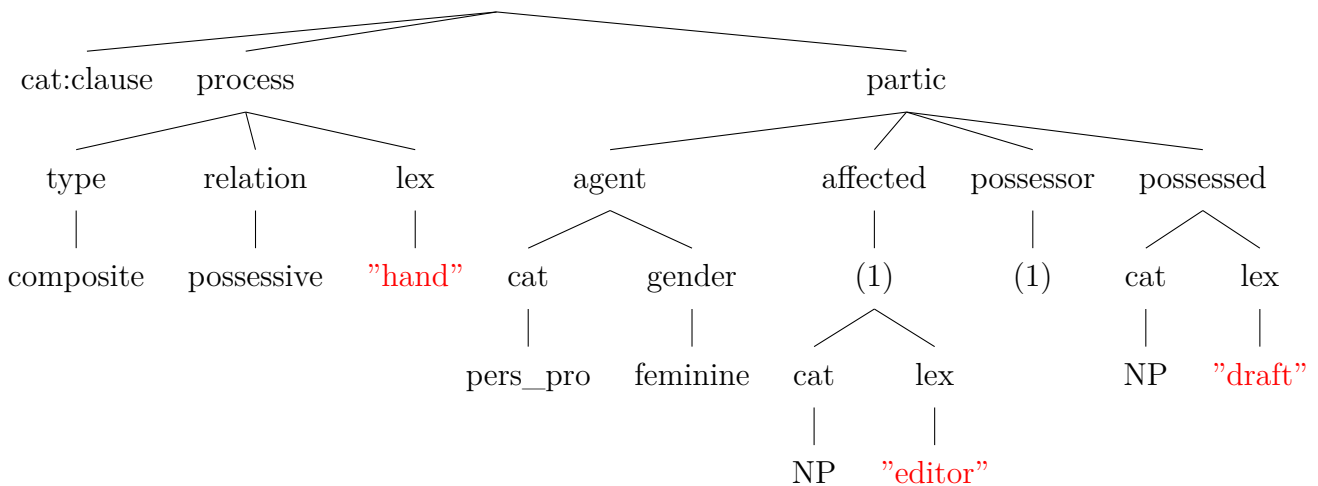 cat:clause process partic
type relation lex agent affected possessor possessed
composite possessive ”hand” cat gender (1) (1) cat lex
pers_pro feminine cat lex NP ”draft”
NP ”editor”